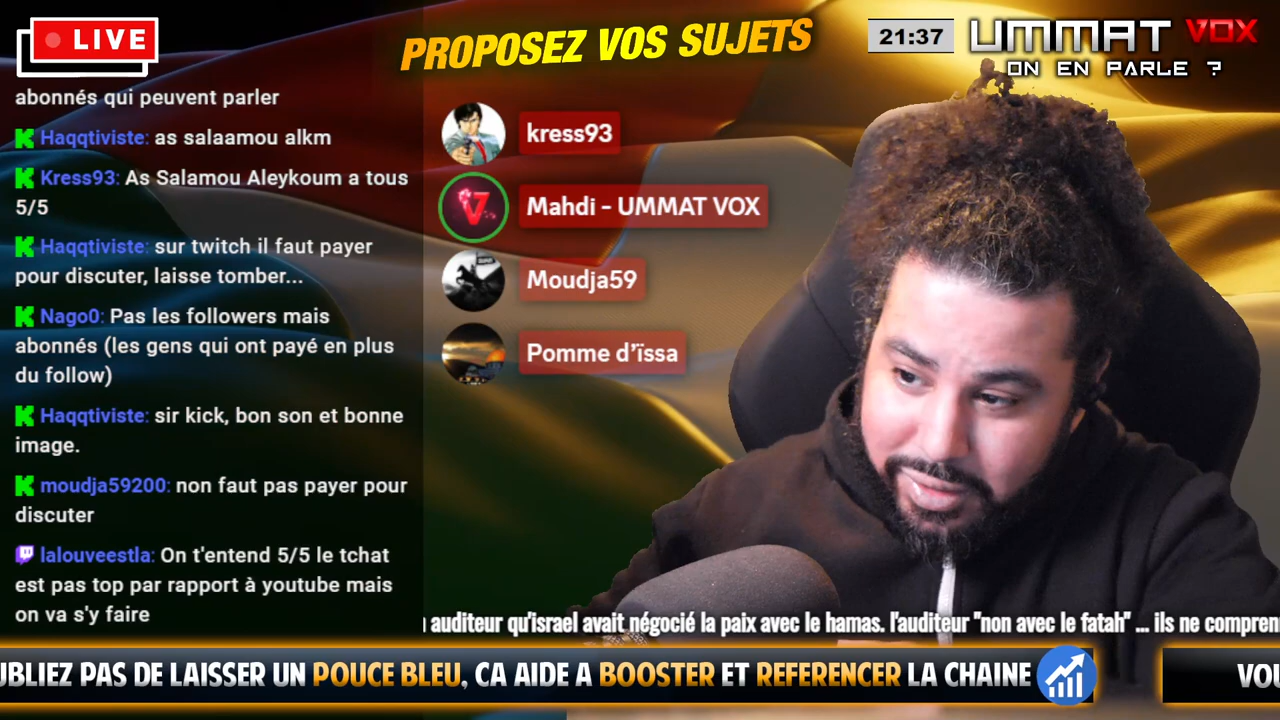 LIVE
PROPOSEZ VOS SUJETS
21:37
UMMAT VOX
ON EN PARLE ?
abonnés qui peuvent parler
Haqqtiviste: as salaamou alkm
Kress93: As Salamou Aleykoum a tous
5/5
Haqqtiviste: sur twitch il faut payer
pour discuter, laisse tomber...
Nago0: Pas les followers mais
abonnés (les gens qui ont payé en plus
du follow)
Haqqtiviste: sir kick, bon son et bonne
image.
moudja59200: non faut pas payer pour
discuter
lalouveestla: On t'entend 5/5 le tchat
est pas top par rapport à youtube mais
on va s'y faire
kress93
Mahdi - UMMAT VOX
Moudja59
Pomme d'ïssa
auditeur qu'israel avait négocié la paix avec le hamas. l'auditeur "non avec le fatah" ... ils ne compren
UBLIEZ PAS DE LAISSER UN POUCE BLEU, CA AIDE A BOOSTER ET REFERENCER LA CHAINE
VOU